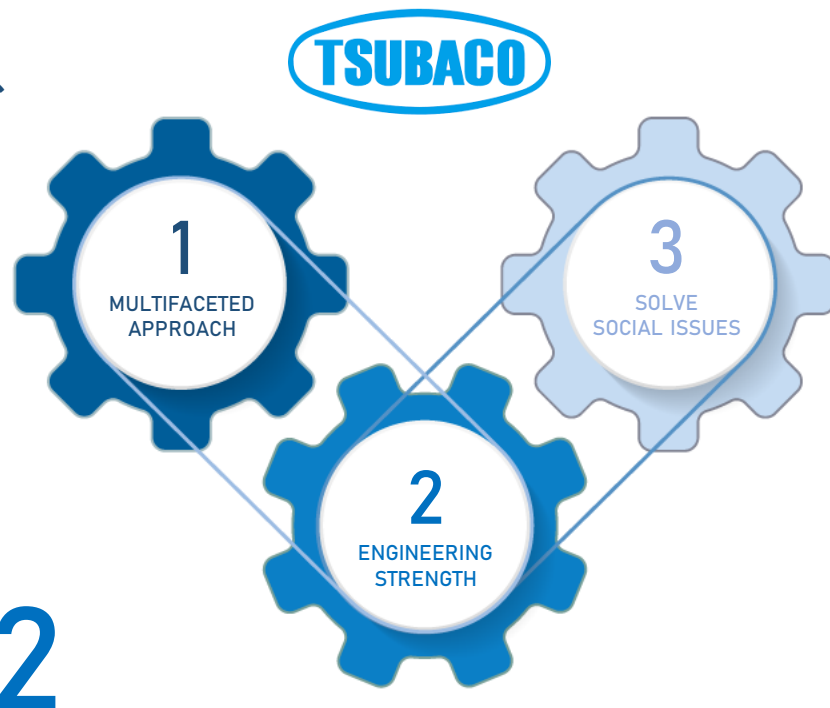 TSUBACO
1
MULTIFACETED
APPROACH
3
SOLVE
SOCIAL ISSUES
2
ENGINEERING
STRENGTH
2